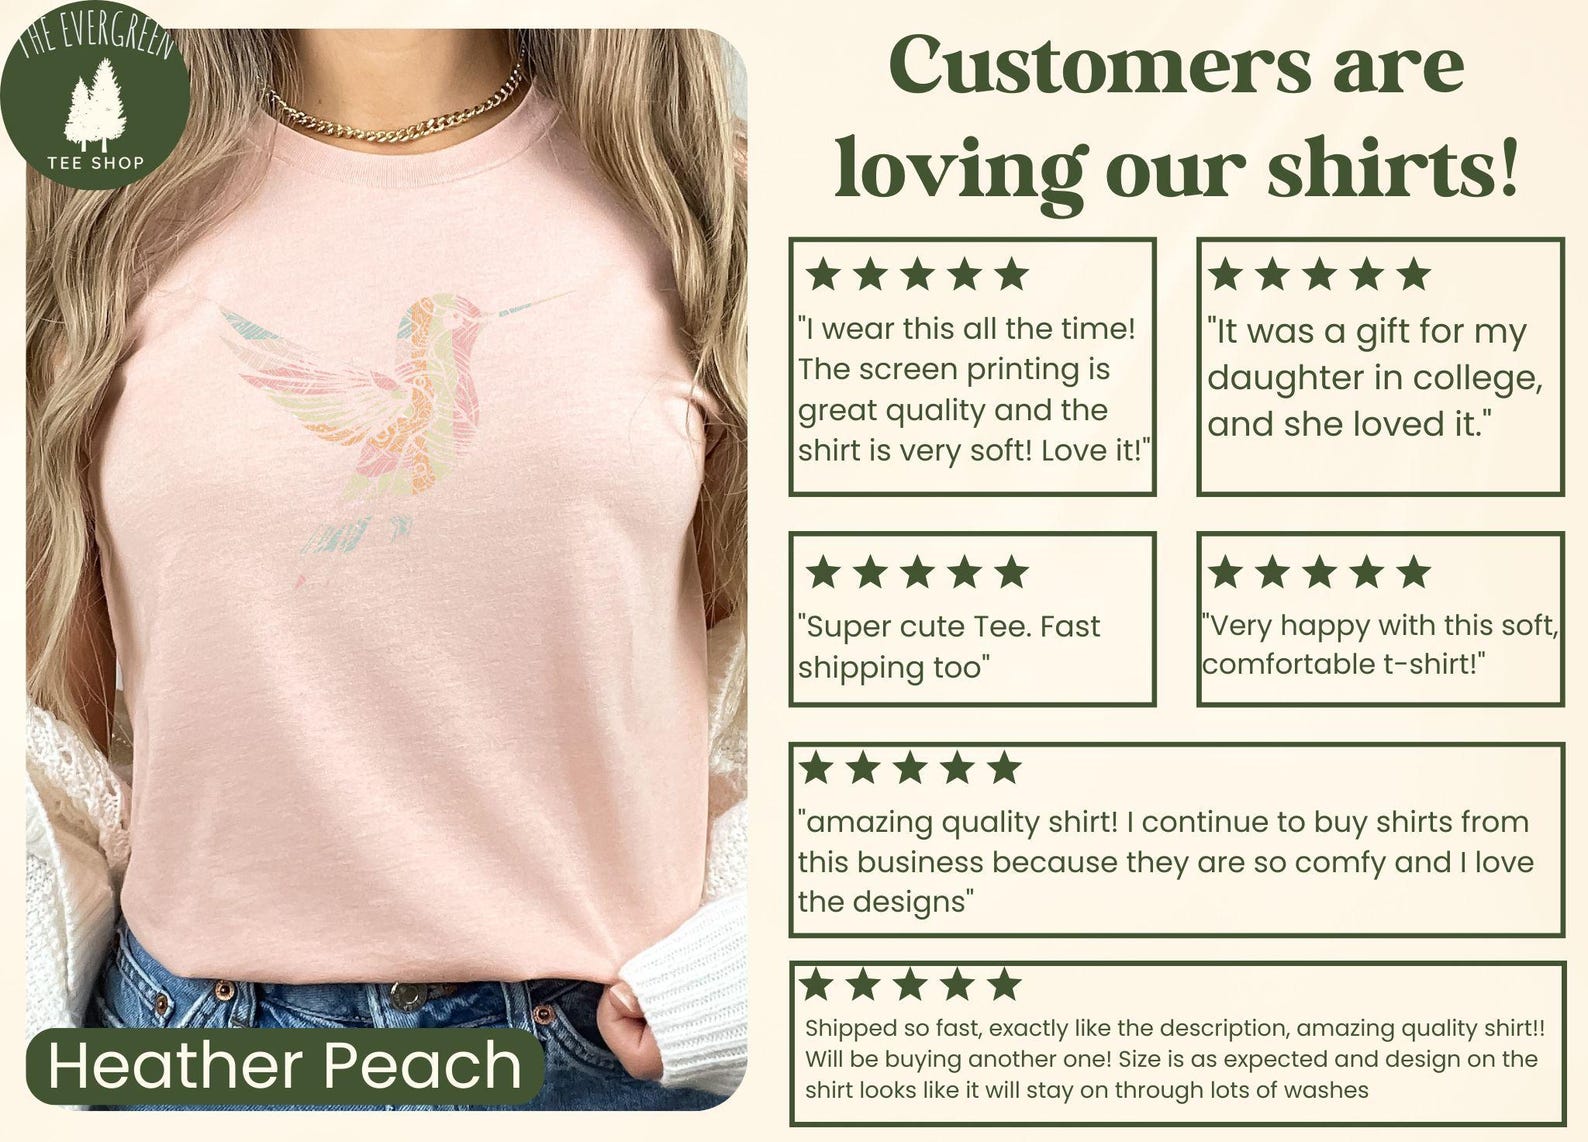 THE EVERGREEN
TEE SHOP
Heather Peach
Customers are
loving our shirts!
"I wear this all the time!
The screen printing is
great quality and the
shirt is very soft! Love it!"
"It was a gift for my
daughter in college,
and she loved it."
"Super cute Tee. Fast
shipping too"
"Very happy with this soft,
comfortable t-shirt!"
"amazing quality shirt! I continue to buy shirts from
this business because they are so comfy and I love
the designs"
Shipped so fast, exactly like the description, amazing quality shirt!!
Will be buying another one! Size is as expected and design on the
shirt looks like it will stay on through lots of washes